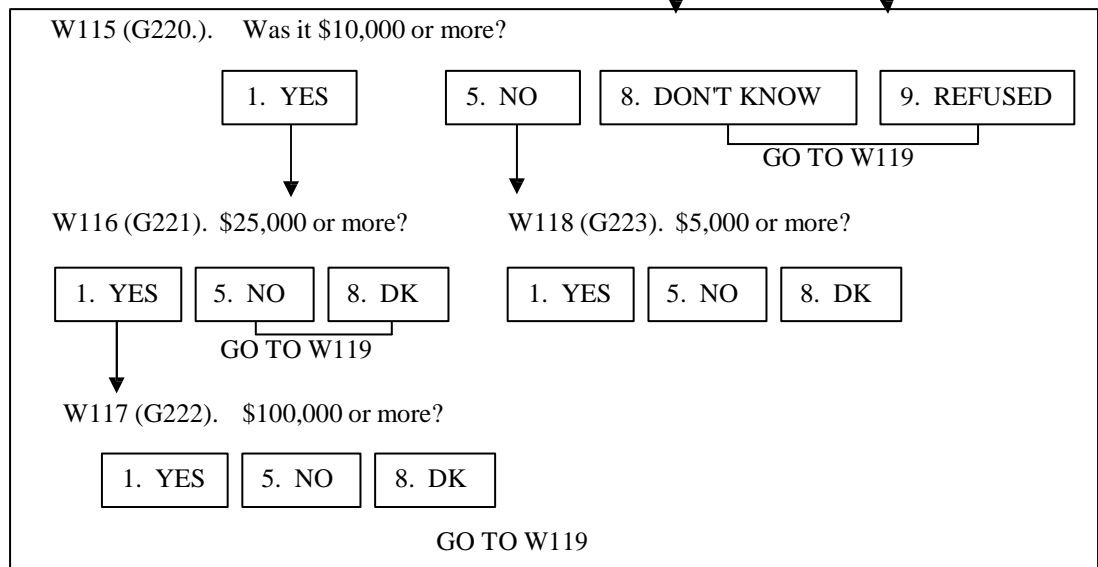 W115 (G220.). Was it $10,000 or more?
1. YES 5. NO 8. DON'T KNOW 9. REFUSED
GO TO W119
W116 (G221). $25,000 or more? W118 (G223). $5,000 or more?
1. YES 5. NO 8. DK 1. YES 5. NO 8. DK
GO TO W119
W117 (G222). $100,000 or more?
1. YES 5. NO 8. DK
GO TO W119